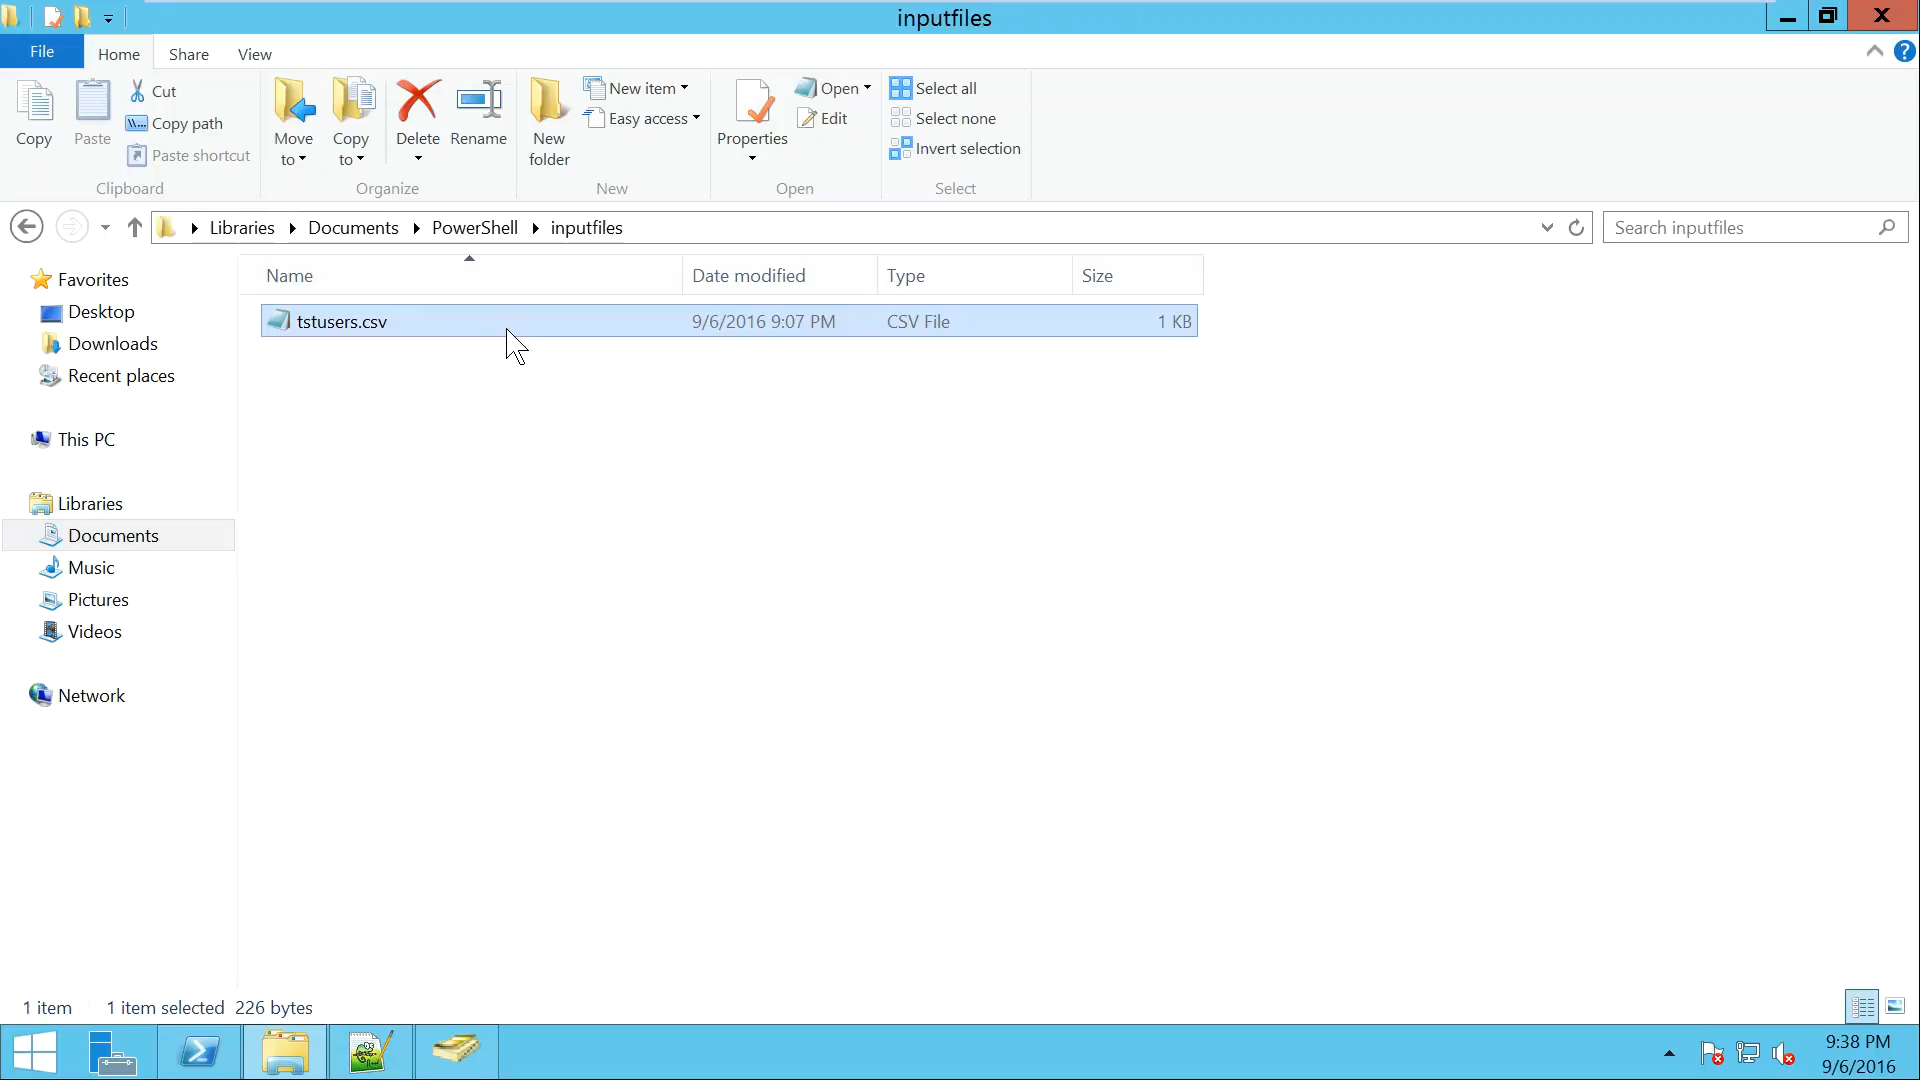 inputfiles
File Home Share View
Copy
Paste
Cut
Copy path
Paste shortcut
Clipboard
Move to
Copy to
Delete
Rename
Organize
New folder
New item
Easy access
New
Properties
Open
Edit
Open
Select all
Select none
Invert selection
Select
Libraries Documents PowerShell inputfiles
Search inputfiles
Favorites
Desktop
Downloads
Recent places
This PC
Libraries
Documents
Music
Pictures
Videos
Network
Name Date modified Type Size
tstusers.csv 9/6/2016 9:07 PM CSV File 1 KB
1 item 1 item selected 226 bytes
9:38 PM
9/6/2016